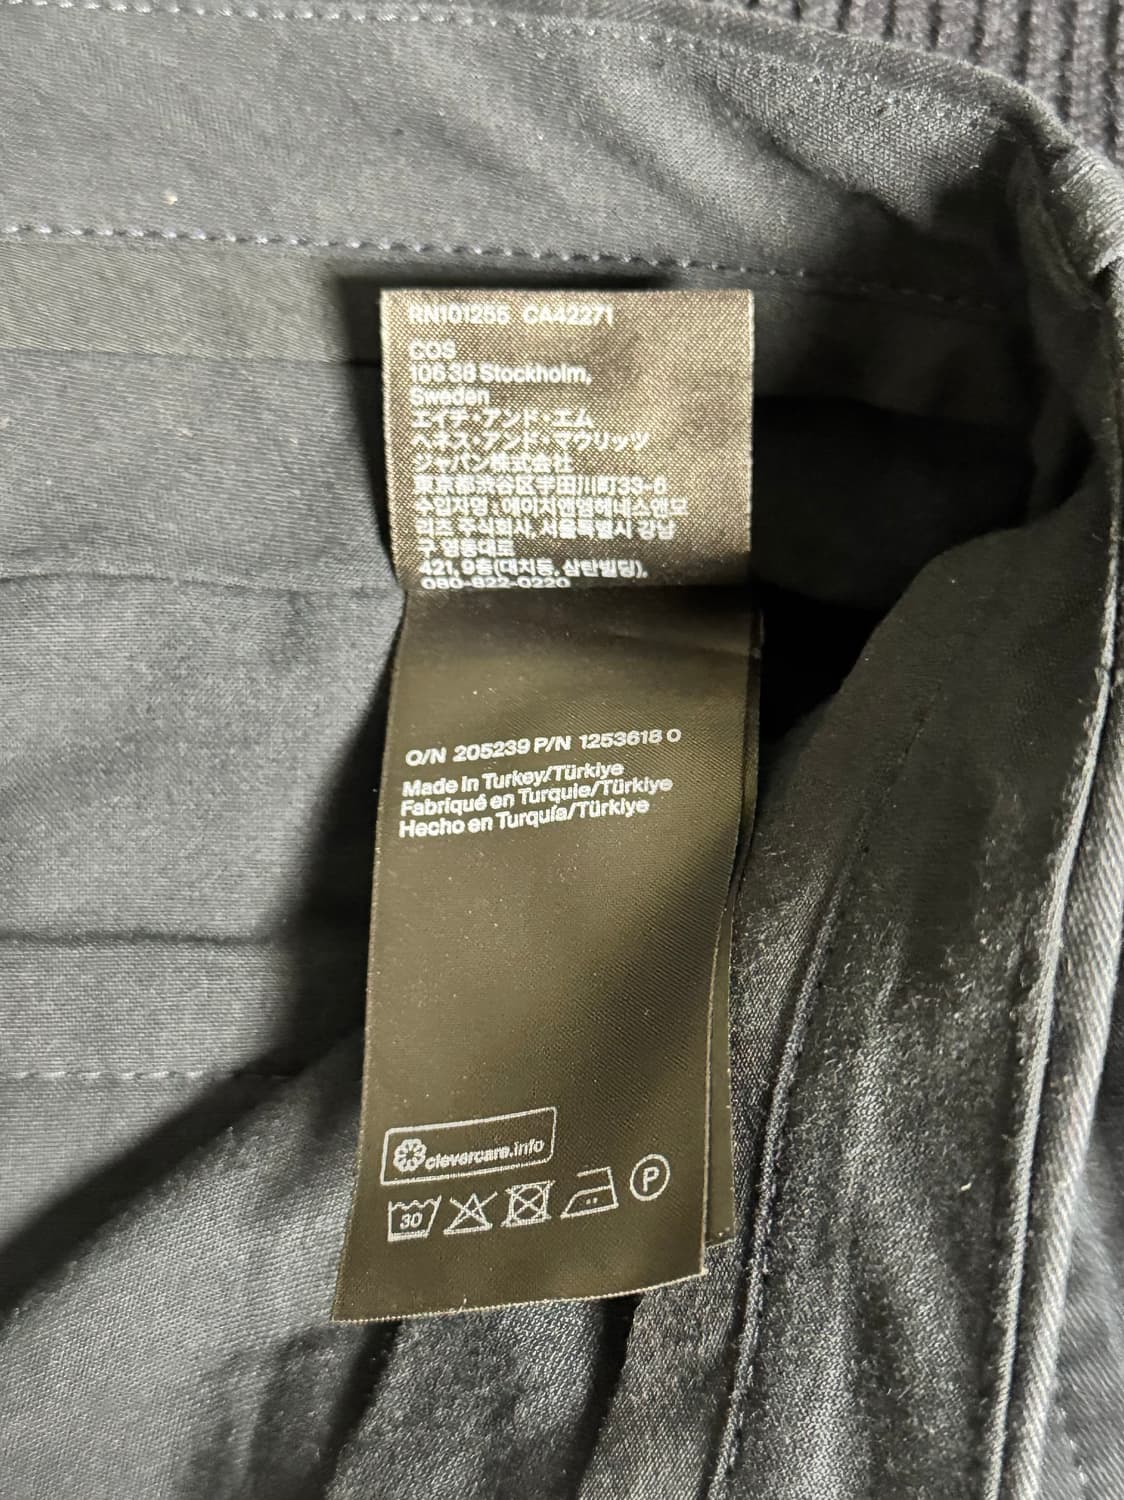 RN101255 CA42271
COS
106 38 Stockholm,
Sweden
エイチ・アンド・エム
ヘネス・アンド・マウリッツ
ジャパン株式会社
東京都渋谷区宇田川町33-6
수입자명 : 에이치앤엠헤네스앤모
리츠 주식회사, 서울특별시 강남
구 영동대로
421, 9층(대치동, 삼탄빌딩),
080-822-0220
O/N 205239 P/N 1253618 0
Made in Turkey/Türkiye
Fabriqué en Turquie/Türkiye
Hecho en Turquía/Türkiye
clevercare.info
30
P